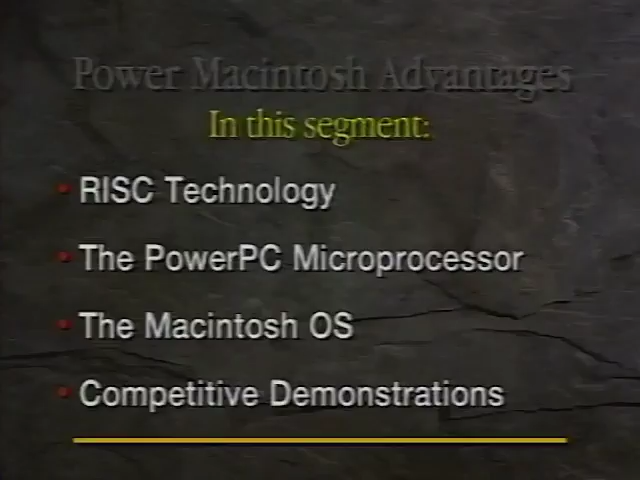 Power Macintosh Advantages
In this segment:
• RISC Technology
• The PowerPC Microprocessor
• The Macintosh OS
• Competitive Demonstrations